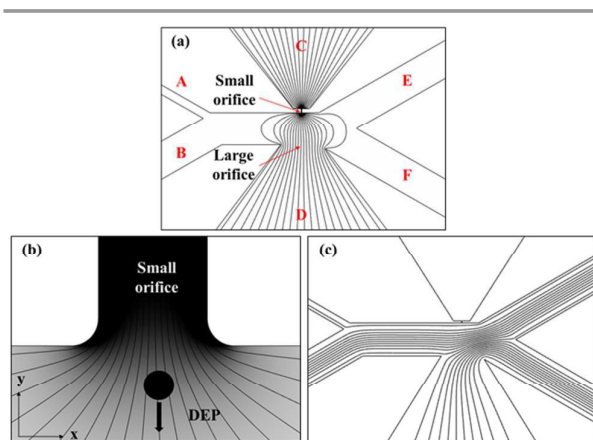 (a)
C
A
Small
orifice
E
B
Large
orifice
F
D
(b)
Small
orifice
y
x
DEP
(c)